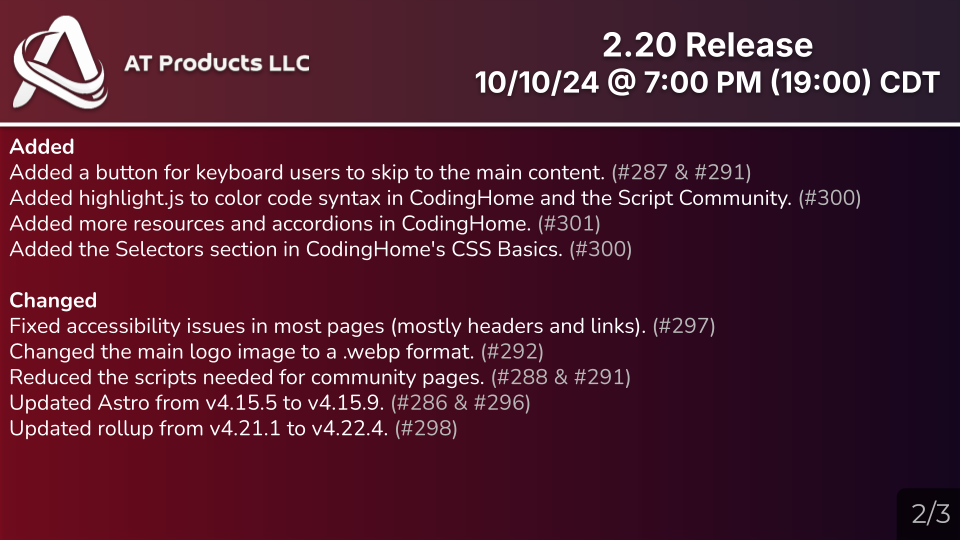 AT Products LLC
2.20 Release
10/10/24 @ 7:00 PM (19:00) CDT
Added
Added a button for keyboard users to skip to the main content. (#287 & #291)
Added highlight.js to color code syntax in CodingHome and the Script Community. (#300)
Added more resources and accordions in CodingHome. (#301)
Added the Selectors section in CodingHome's CSS Basics. (#300)
Changed
Fixed accessibility issues in most pages (mostly headers and links). (#297)
Changed the main logo image to a .webp format. (#292)
Reduced the scripts needed for community pages. (#288 & #291)
Updated Astro from v4.15.5 to v4.15.9. (#286 & #296)
Updated rollup from v4.21.1 to v4.22.4. (#298)
2/3